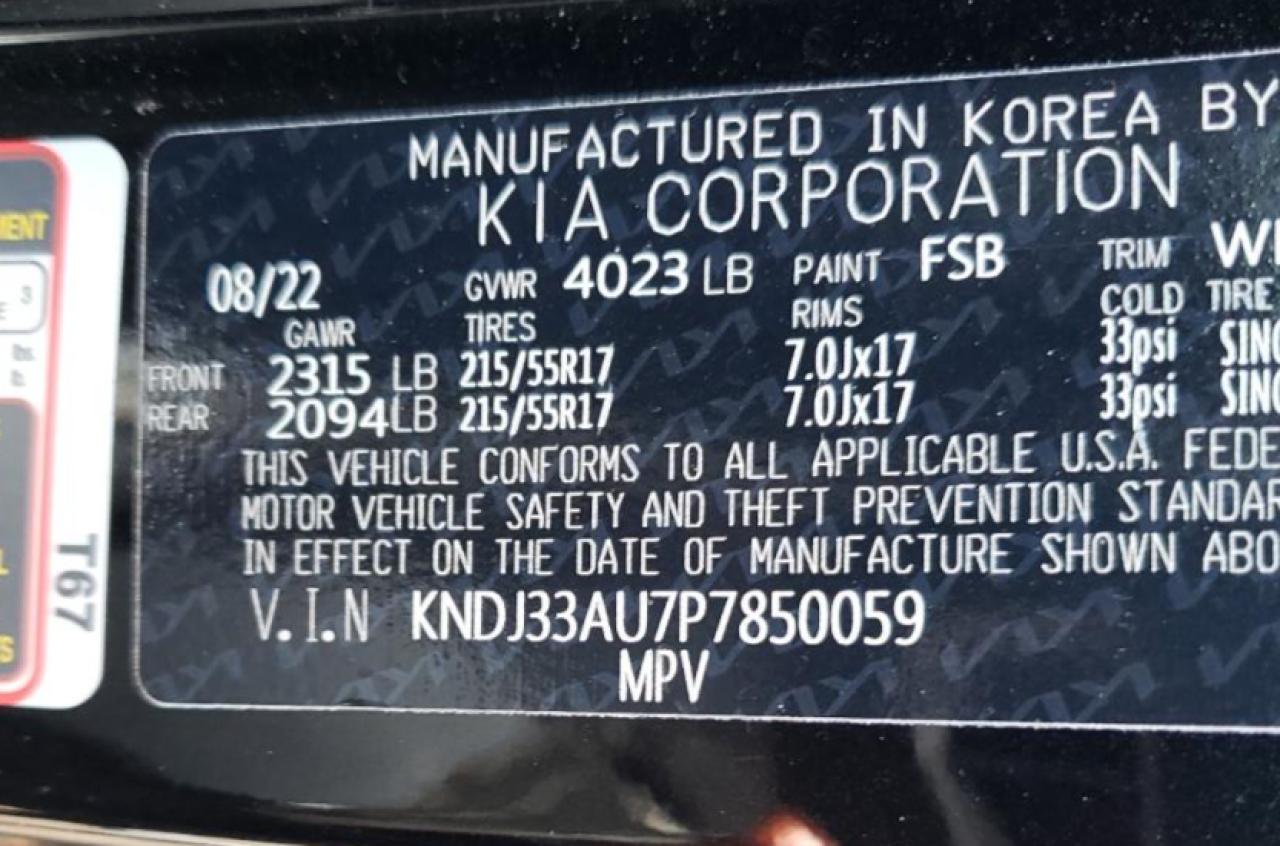 MANUFACTURED IN KOREA BY
KIA CORPORATION
08/22 GVWR 4023 LB PAINT FSB TRIM
GAWR TIRES RIMS COLD TIRE
FRONT 2315 LB 215/55R17 7.0Jx17 33psi
REAR 2094LB 215/55R17 7.0Jx17 33psi
THIS VEHICLE CONFORMS TO ALL APPLICABLE U.S.A.
MOTOR VEHICLE SAFETY AND THEFT PREVENTION
IN EFFECT ON THE DATE OF MANUFACTURE SHOWN
V.I.N KNDJ33AU7P7850059
MPV
T67
3